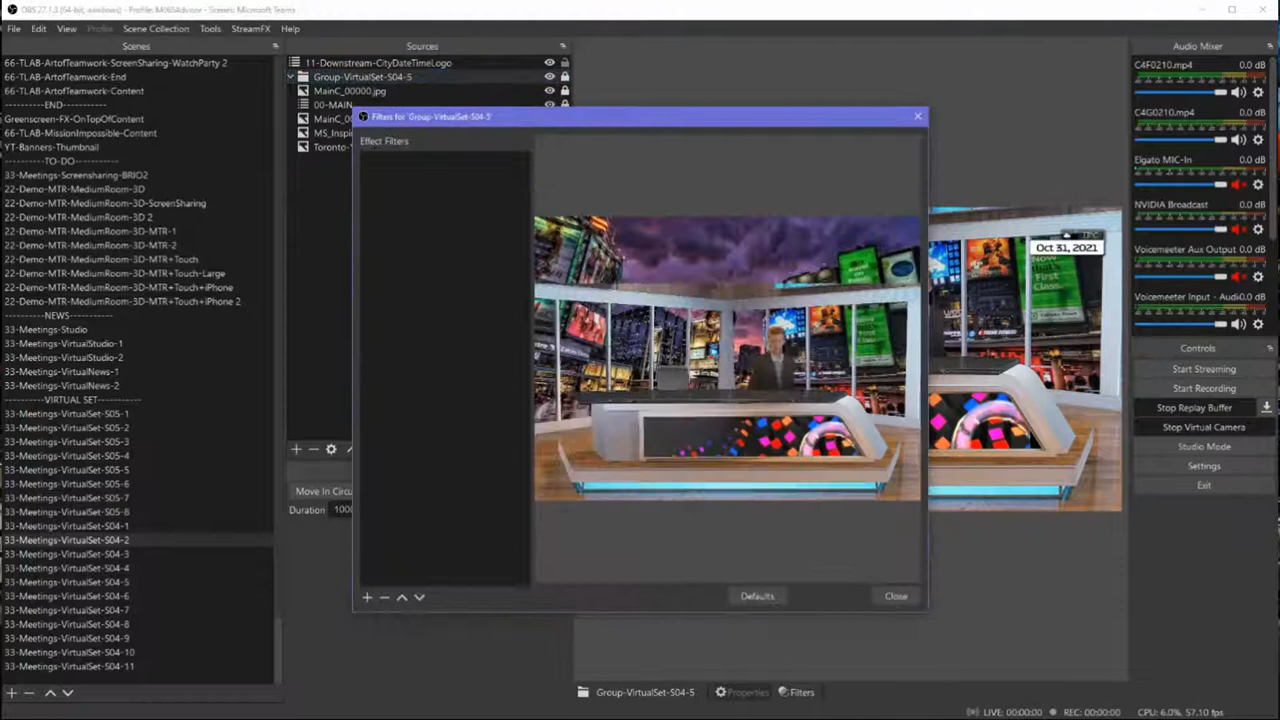 OBS 27.1.3 (64-bit, windows) - Profile: M365Advisor - Scenes: Microsoft Teams
File Edit View Profile Scene Collection Tools StreamFX Help
Scenes
66-TLAB-ArtofTeamwork-ScreenSharing-WatchParty 2
66-TLAB-ArtofTeamwork-End
66-TLAB-ArtofTeamwork-Content
----------END----------
Greenscreen-FX-OnTopOfContent
66-TLAB-MissionImpossible-Content
YT-Banners-Thumbnail
----------TO-DO----------
33-Meetings-Screensharing-BRIO2
22-Demo-MTR-MediumRoom-3D
22-Demo-MTR-MediumRoom-3D-ScreenSharing
22-Demo-MTR-MediumRoom-3D 2
22-Demo-MTR-MediumRoom-3D-MTR-1
22-Demo-MTR-MediumRoom-3D-MTR-2
22-Demo-MTR-MediumRoom-3D-MTR+Touch
22-Demo-MTR-MediumRoom-3D-MTR+Touch-Large
22-Demo-MTR-MediumRoom-3D-MTR+Touch+iPhone
22-Demo-MTR-MediumRoom-3D-MTR+Touch+iPhone 2
----------NEWS----------
33-Meetings-Studio
33-Meetings-VirtualStudio-1
33-Meetings-VirtualStudio-2
33-Meetings-VirtualNews-1
33-Meetings-VirtualNews-2
----------VIRTUAL SET----------
33-Meetings-VirtualSet-S05-1
33-Meetings-VirtualSet-S05-2
33-Meetings-VirtualSet-S05-3
33-Meetings-VirtualSet-S05-4
33-Meetings-VirtualSet-S05-5
33-Meetings-VirtualSet-S05-6
33-Meetings-VirtualSet-S05-7
33-Meetings-VirtualSet-S05-8
33-Meetings-VirtualSet-S04-1
33-Meetings-VirtualSet-S04-2
33-Meetings-VirtualSet-S04-3
33-Meetings-VirtualSet-S04-4
33-Meetings-VirtualSet-S04-5
33-Meetings-VirtualSet-S04-6
33-Meetings-VirtualSet-S04-7
33-Meetings-VirtualSet-S04-8
33-Meetings-VirtualSet-S04-9
33-Meetings-VirtualSet-S04-10
33-Meetings-VirtualSet-S04-11
Sources
11-Downstream-CityDateTimeLogo
Group-VirtualSet-S04-5
MainC_00000.jpg
00-MAIN
MainC_00
MS_Inspi
Toronto-
Move In Circu
Duration 1000
Filters for 'Group-VirtualSet-S04-5'
Effect Filters
Now that's First Class.
Oct 31, 2021
Defaults Close
Group-VirtualSet-S04-5 Properties Filters
Audio Mixer
C4F0210.mp4 0.0 dB
C4G0210.mp4 0.0 dB
Elgato MIC-In 0.0 dB
NVIDIA Broadcast 0.0 dB
Voicemeeter Aux Output 0.0 dB
Voicemeeter Input - Audi0.0 dB
Controls
Start Streaming
Start Recording
Stop Replay Buffer
Stop Virtual Camera
Studio Mode
Settings
Exit
LIVE: 00:00:00 REC: 00:00:00 CPU: 6.0%, 57.10 fps